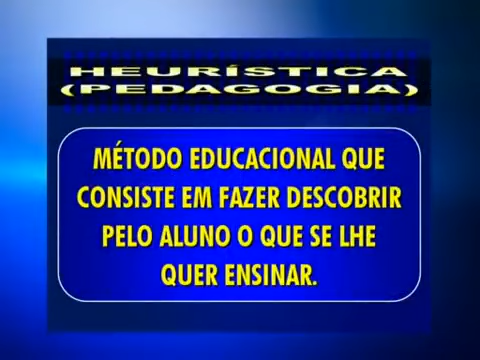 HEURÍSTICA
(PEDAGOGIA)
MÉTODO EDUCACIONAL QUE
CONSISTE EM FAZER DESCOBRIR
PELO ALUNO O QUE SE LHE
QUER ENSINAR.